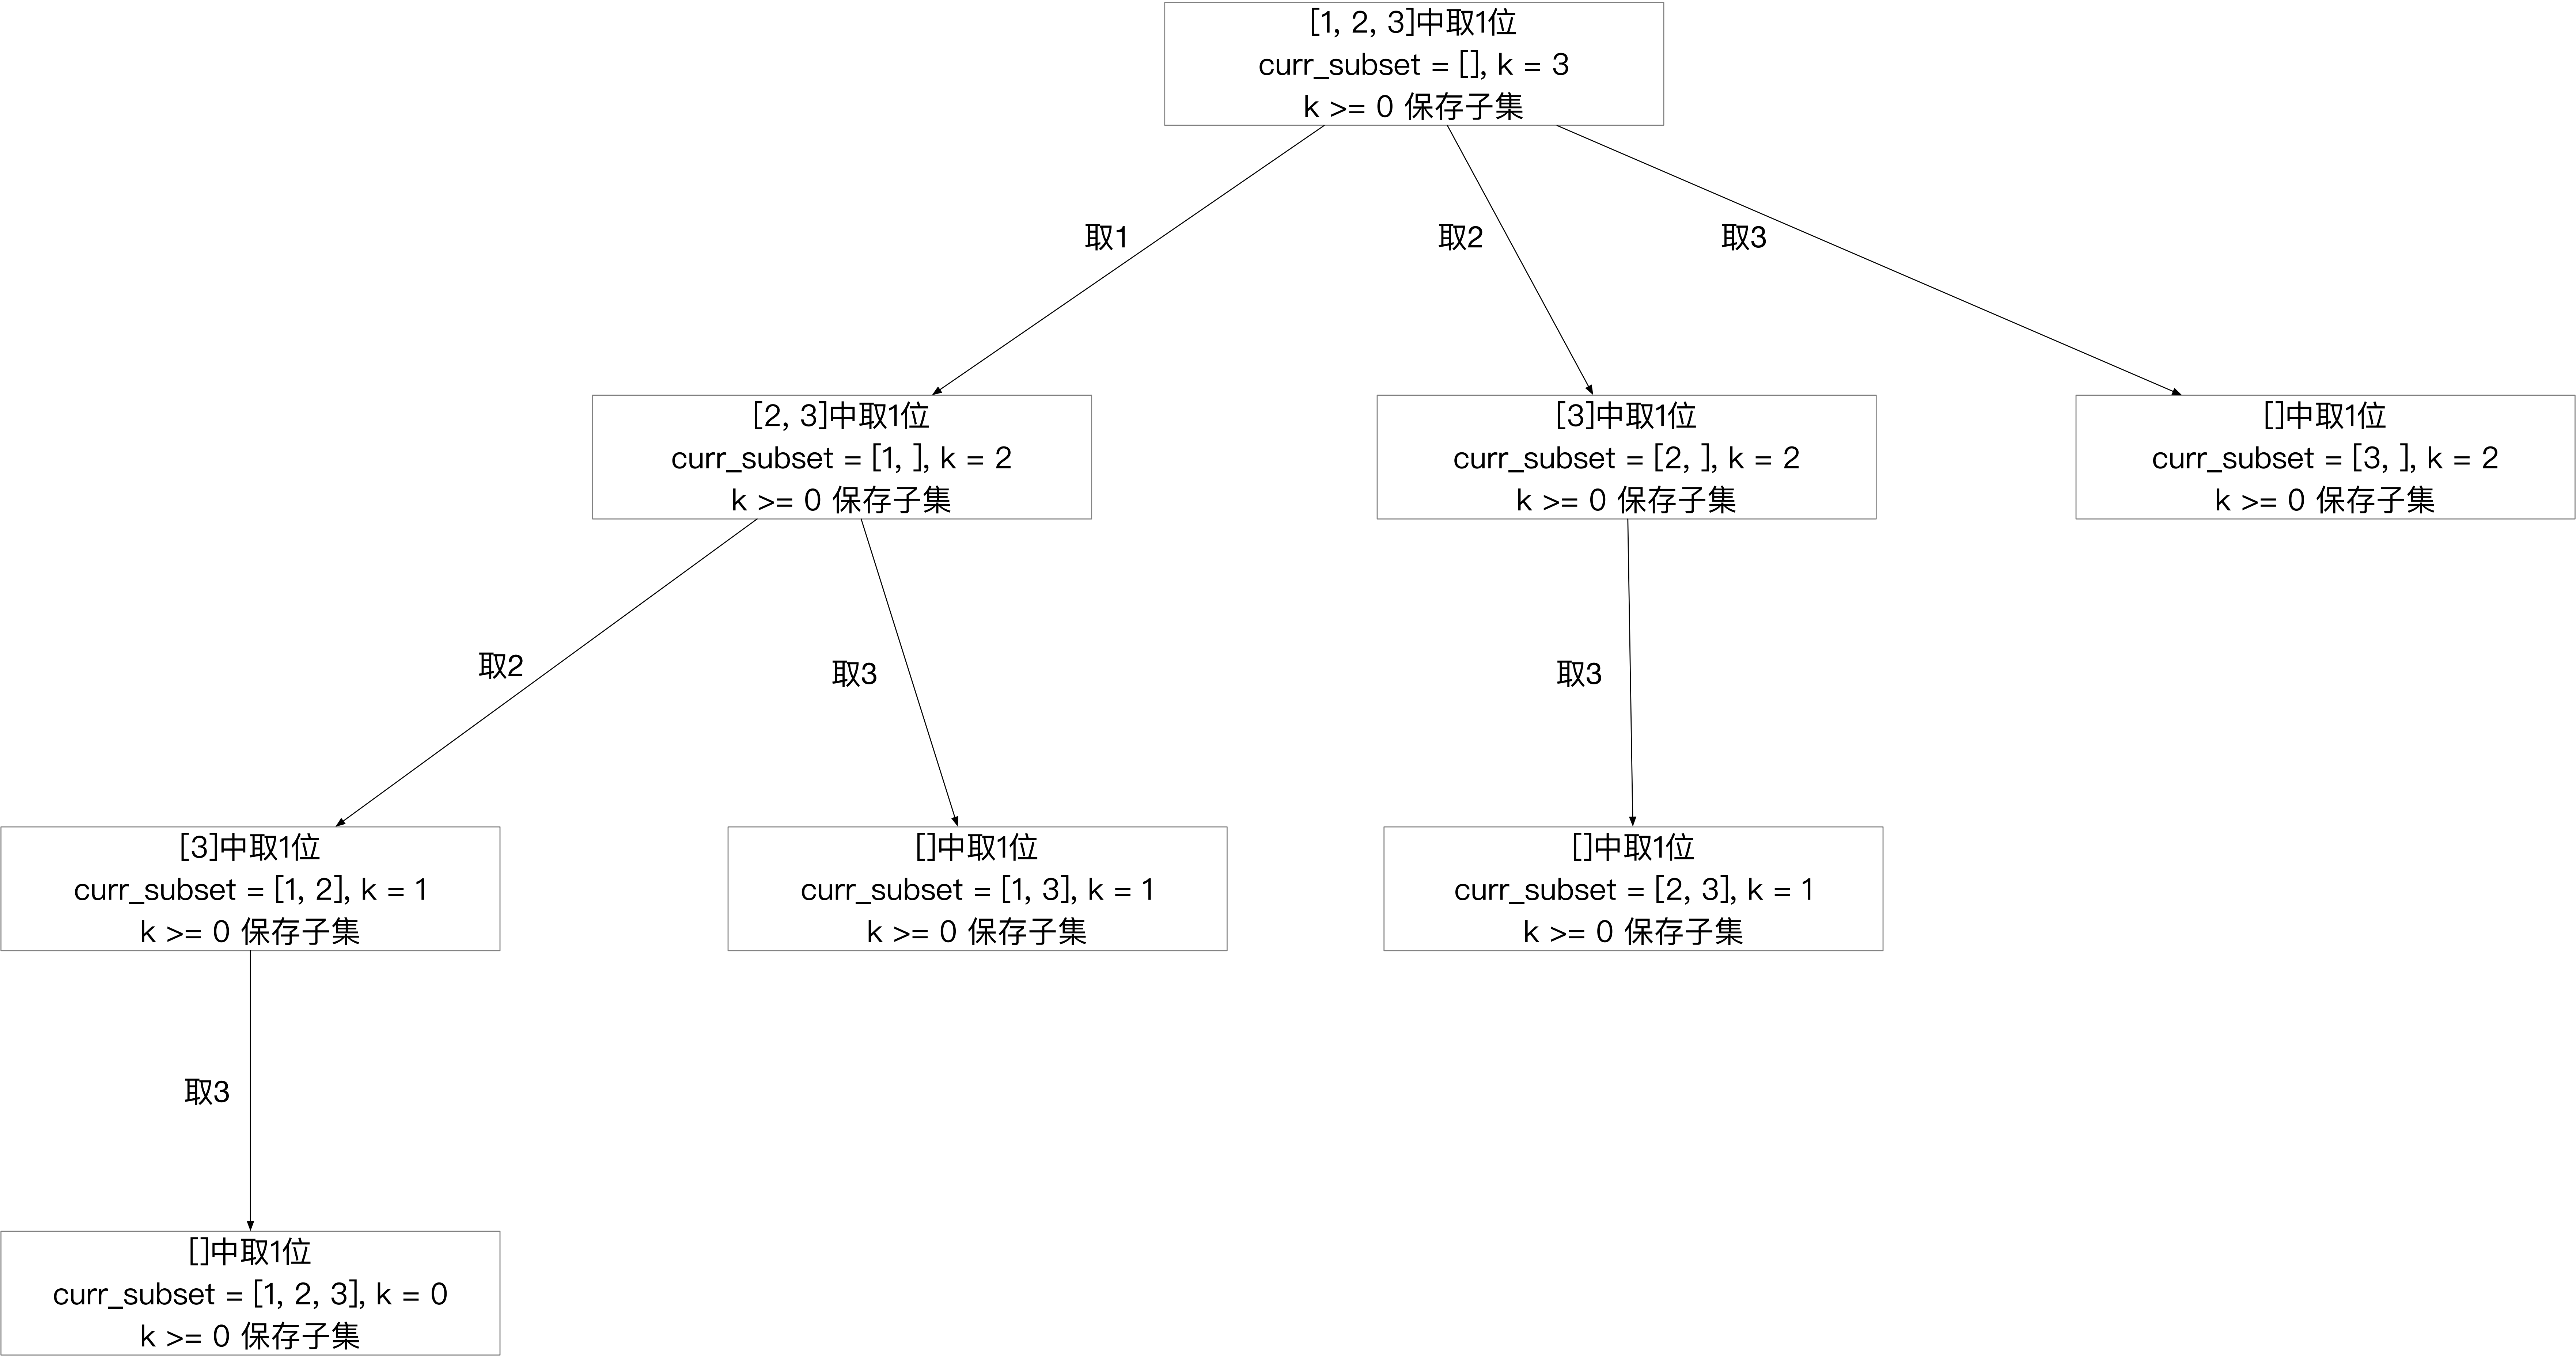 [1, 2, 3]中取1位
curr_subset = [], k = 3
k >= 0 保存子集
取1
取2
取3
[2, 3]中取1位
curr_subset = [1, ], k = 2
k >= 0 保存子集
[3]中取1位
curr_subset = [2, ], k = 2
k >= 0 保存子集
[]中取1位
curr_subset = [3, ], k = 2
k >= 0 保存子集
取2
取3
取3
[3]中取1位
curr_subset = [1, 2], k = 1
k >= 0 保存子集
[]中取1位
curr_subset = [1, 3], k = 1
k >= 0 保存子集
[]中取1位
curr_subset = [2, 3], k = 1
k >= 0 保存子集
取3
[]中取1位
curr_subset = [1, 2, 3], k = 0
k >= 0 保存子集